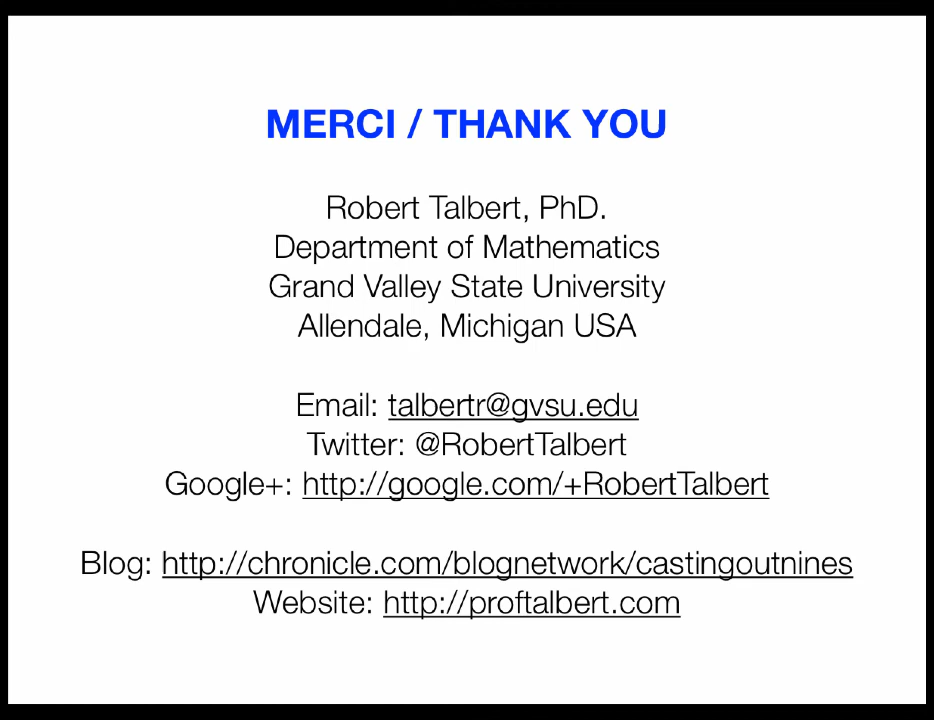 MERCI / THANK YOU
Robert Talbert, PhD.
Department of Mathematics
Grand Valley State University
Allendale, Michigan USA
Email: talbertr@gvsu.edu
Twitter: @RobertTalbert
Google+: http://google.com/+RobertTalbert
Blog: http://chronicle.com/blognetwork/castingoutnines
Website: http://proftalbert.com